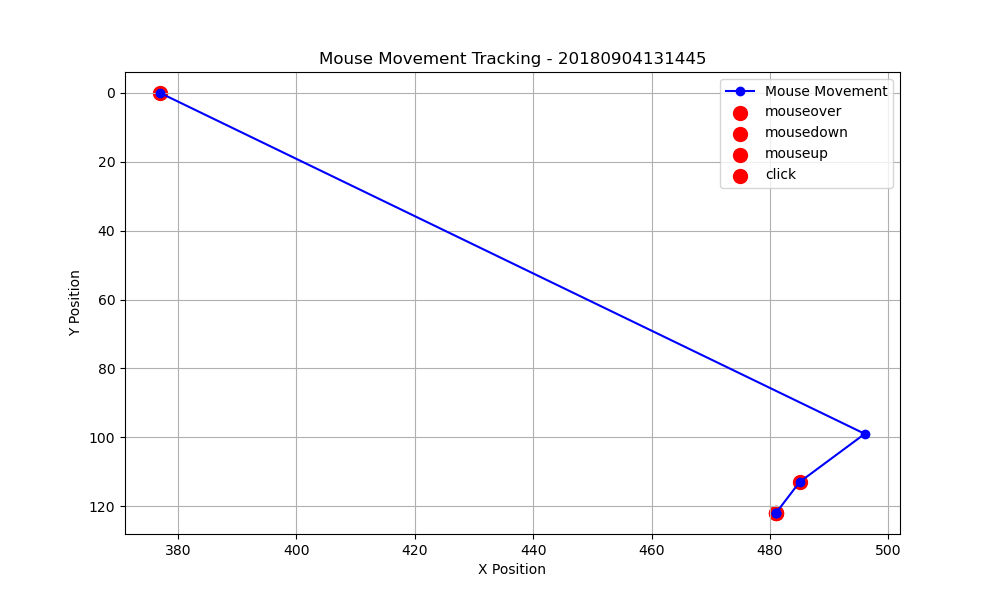 Mouse Movement Tracking - 20180904131445
Mouse Movement
mouseover
mousedown
mouseup
click
0
20
40
60
80
100
120
Y Position
380
400
420
440
460
480
500
X Position